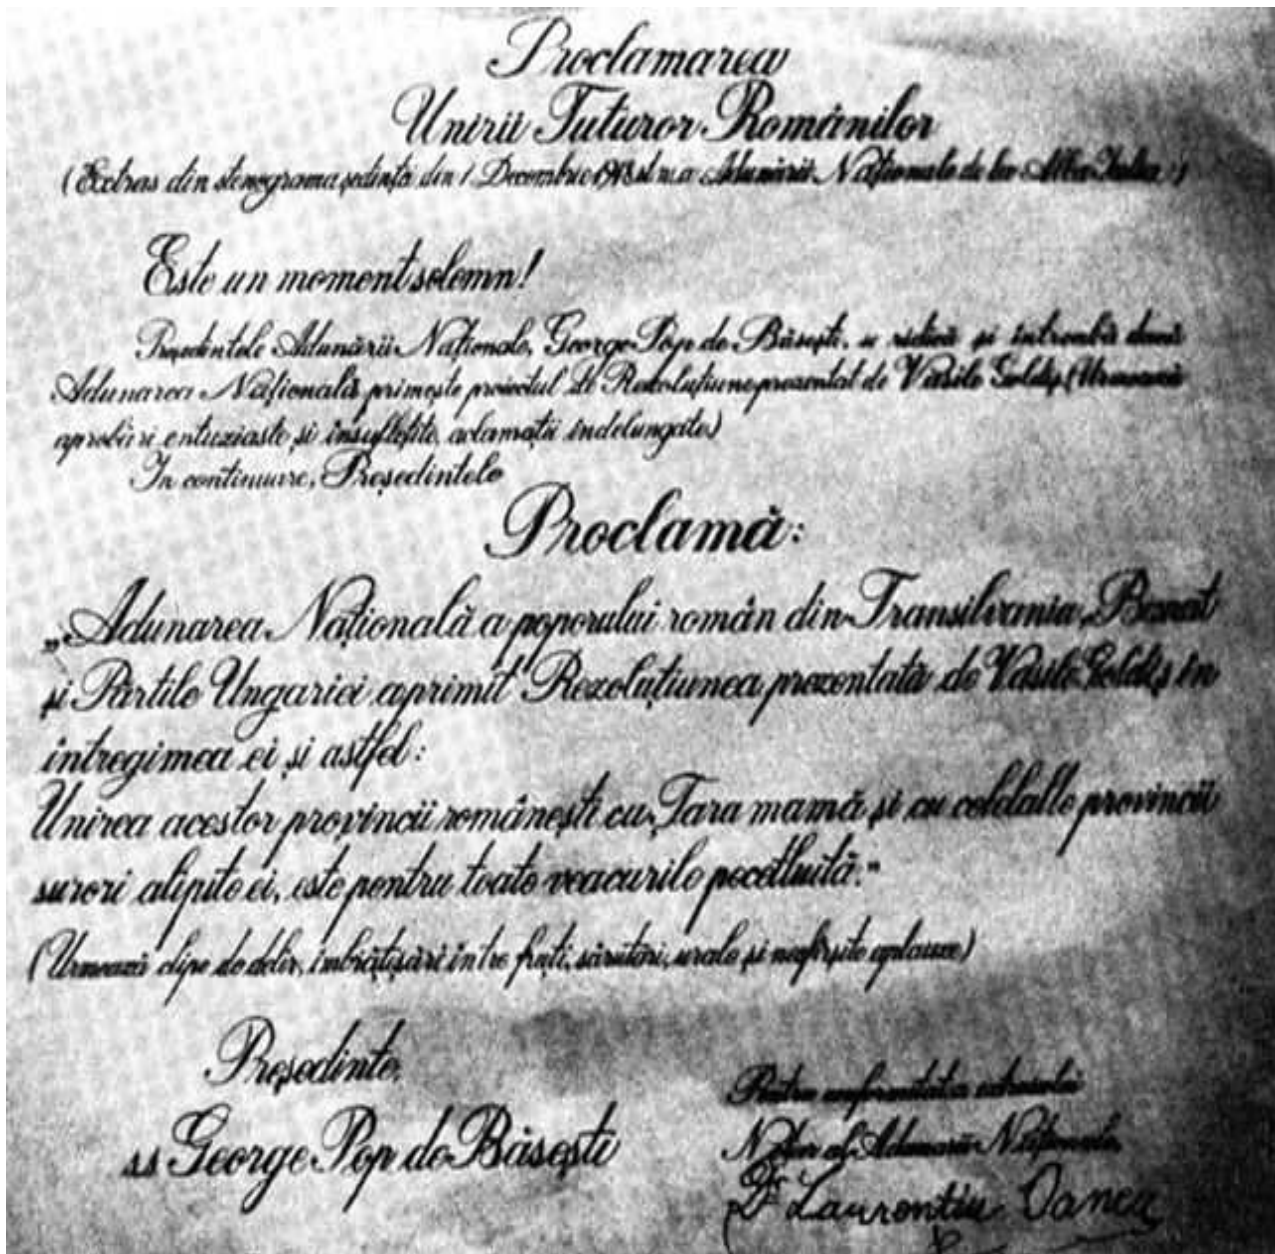 Proclamarea
Unirii Tuturor Românilor
(Extras din stenograma ședința din 1 Decembrie 1918 st.n. a Adunării Naționale de la Alba Iulia.)
Este un moment solemn!
Președintele Adunării Naționale, George Pop de Băsești, se ridică și întreabă dacă
Adunarea Națională primește proiectul de Rezoluțiune prezentat de Vasile Goldiș. (Urmează
aprobări entuziaste și însuflețite, aclamații îndelungate)
In continuare, Președintele
Proclamă:
„Adunarea Națională a poporului român din Transilvania, Banat
și Părtile Ungariei a primit Rezoluțiunea prezentată de Vasile Goldiș în
întregimea ei și astfel:
Unirea acestor provincii românești cu Țara mamă și cu celelalte provincii
surori alipite ei, este pentru toate veacurile pecetluită."
(Urmează clipe de delir, îmbrățișări între frați, sărutări, urale și nesfîrșite aplauze)
Președinte,
ss George Pop de Băsești
Pentru conformitatea extrasului
Notar al Adunării Naționale,
Dr Laurentiu Oanea